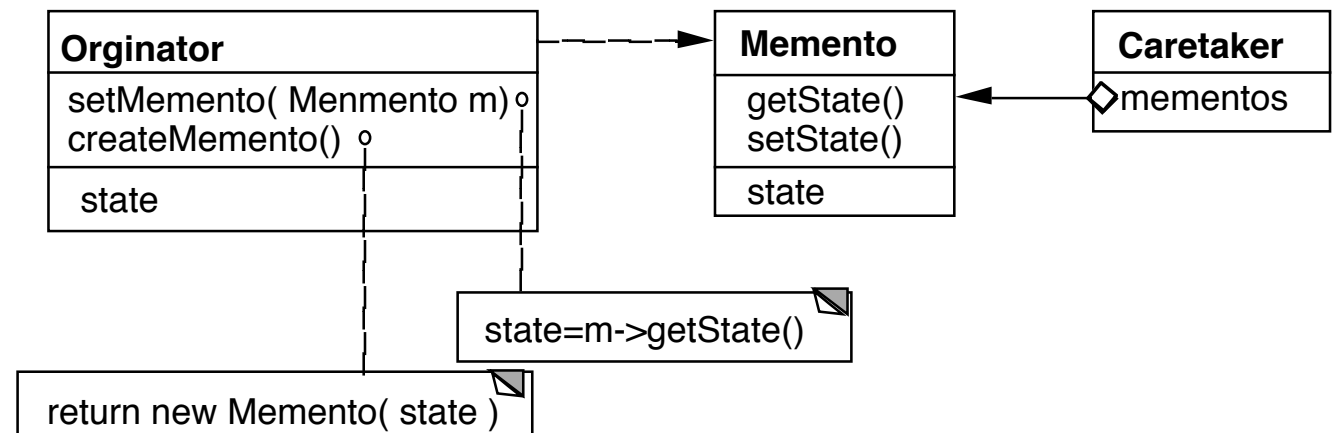 Orginator
setMemento( Menmento m)
createMemento()
state
Memento
getState()
setState()
state
Caretaker
mementos
state=m->getState()
return new Memento( state )